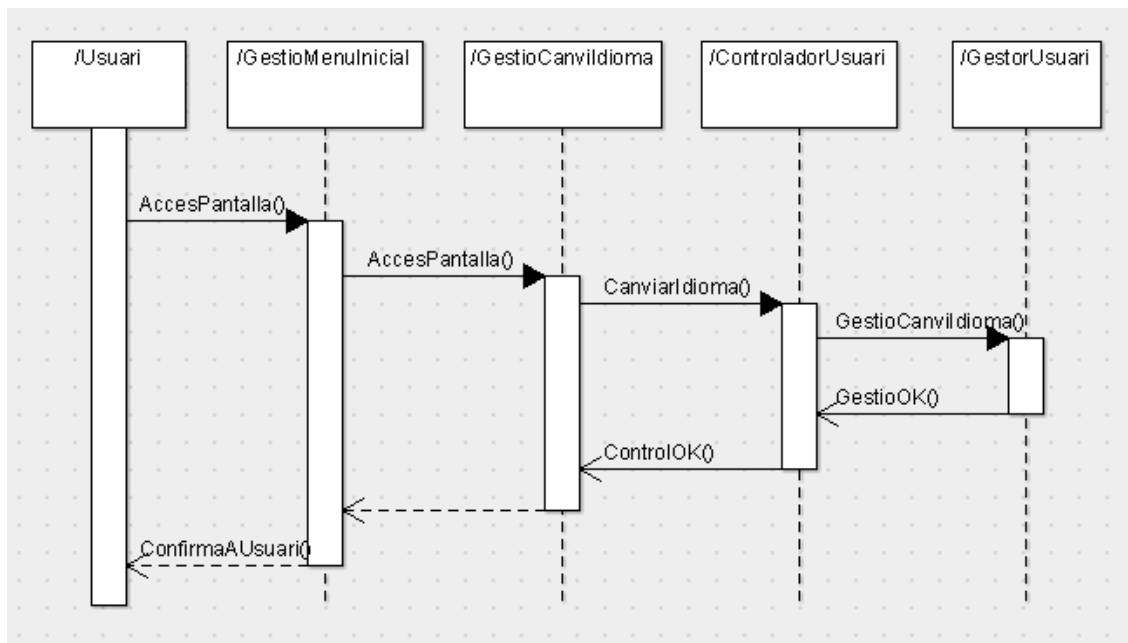 /Usuari
/GestioMenuInicial
/GestioCanviIdioma
/ControladorUsuari
/GestorUsuari
AccesPantalla()
AccesPantalla()
CanviarIdioma()
GestioCanviIdioma()
GestioOK()
ControlOK()
ConfirmaAUsuari()